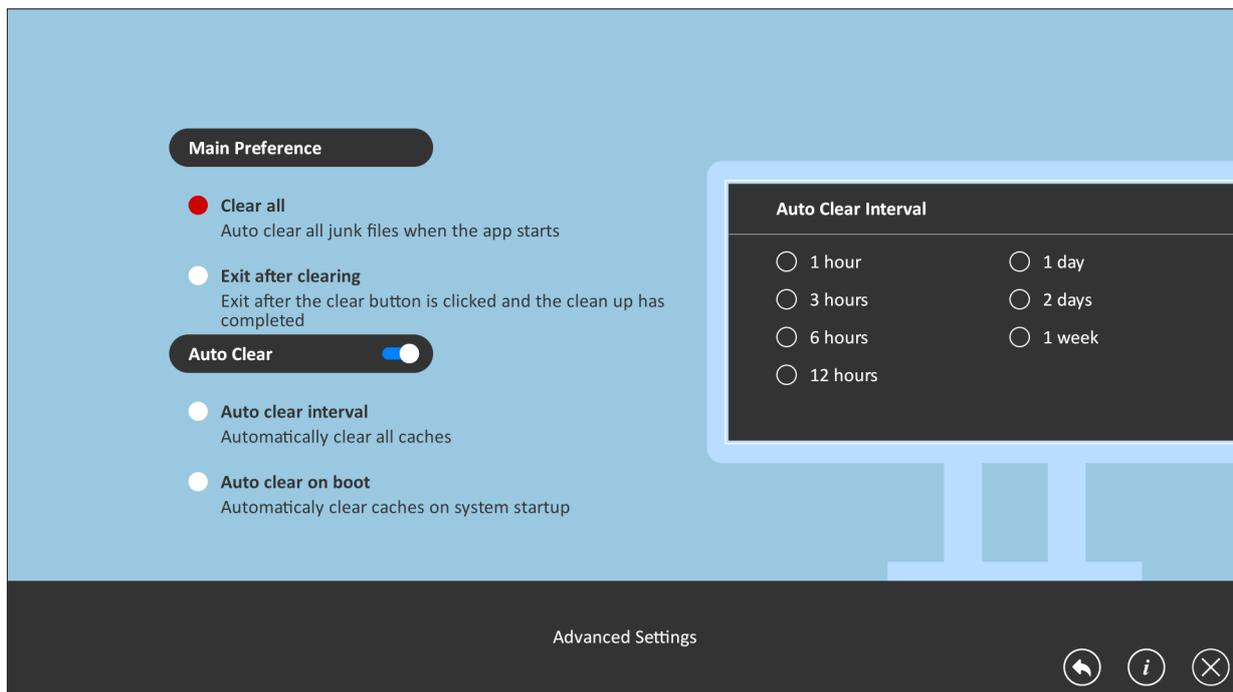 Main Preference
Clear all
Auto clear all junk files when the app starts
Exit after clearing
Exit after the clear button is clicked and the clean up has
completed
Auto Clear
Auto clear interval
Automatically clear all caches
Auto clear on boot
Automaticaly clear caches on system startup
Auto Clear Interval
1 hour
1 day
3 hours
2 days
6 hours
1 week
12 hours
Advanced Settings
i